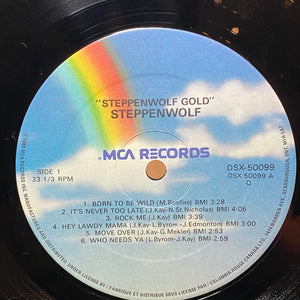 "STEPPENWOLF GOLD"
STEPPENWOLF
MCA RECORDS
SIDE 1
33 1/3 RPM
DSX-50099
DSX 50099 A
1. BORN TO BE WILD (M.Bonfire) BMI 3:28
2. IT'S NEVER TOO LATE (J.Kay-N.St.Nicholas) BMI 4:05
3. ROCK ME (J.Kay) BMI 3:39
4. HEY LAWDY MAMA (J.Kay-L.Byrom-J.Edmonton) BMI 3:00
5. MOVE OVER (J.Kay-G.Mekler) BMI 2:53
6. WHO NEEDS YA (L.Byrom-J.Kay) BMI 2:59